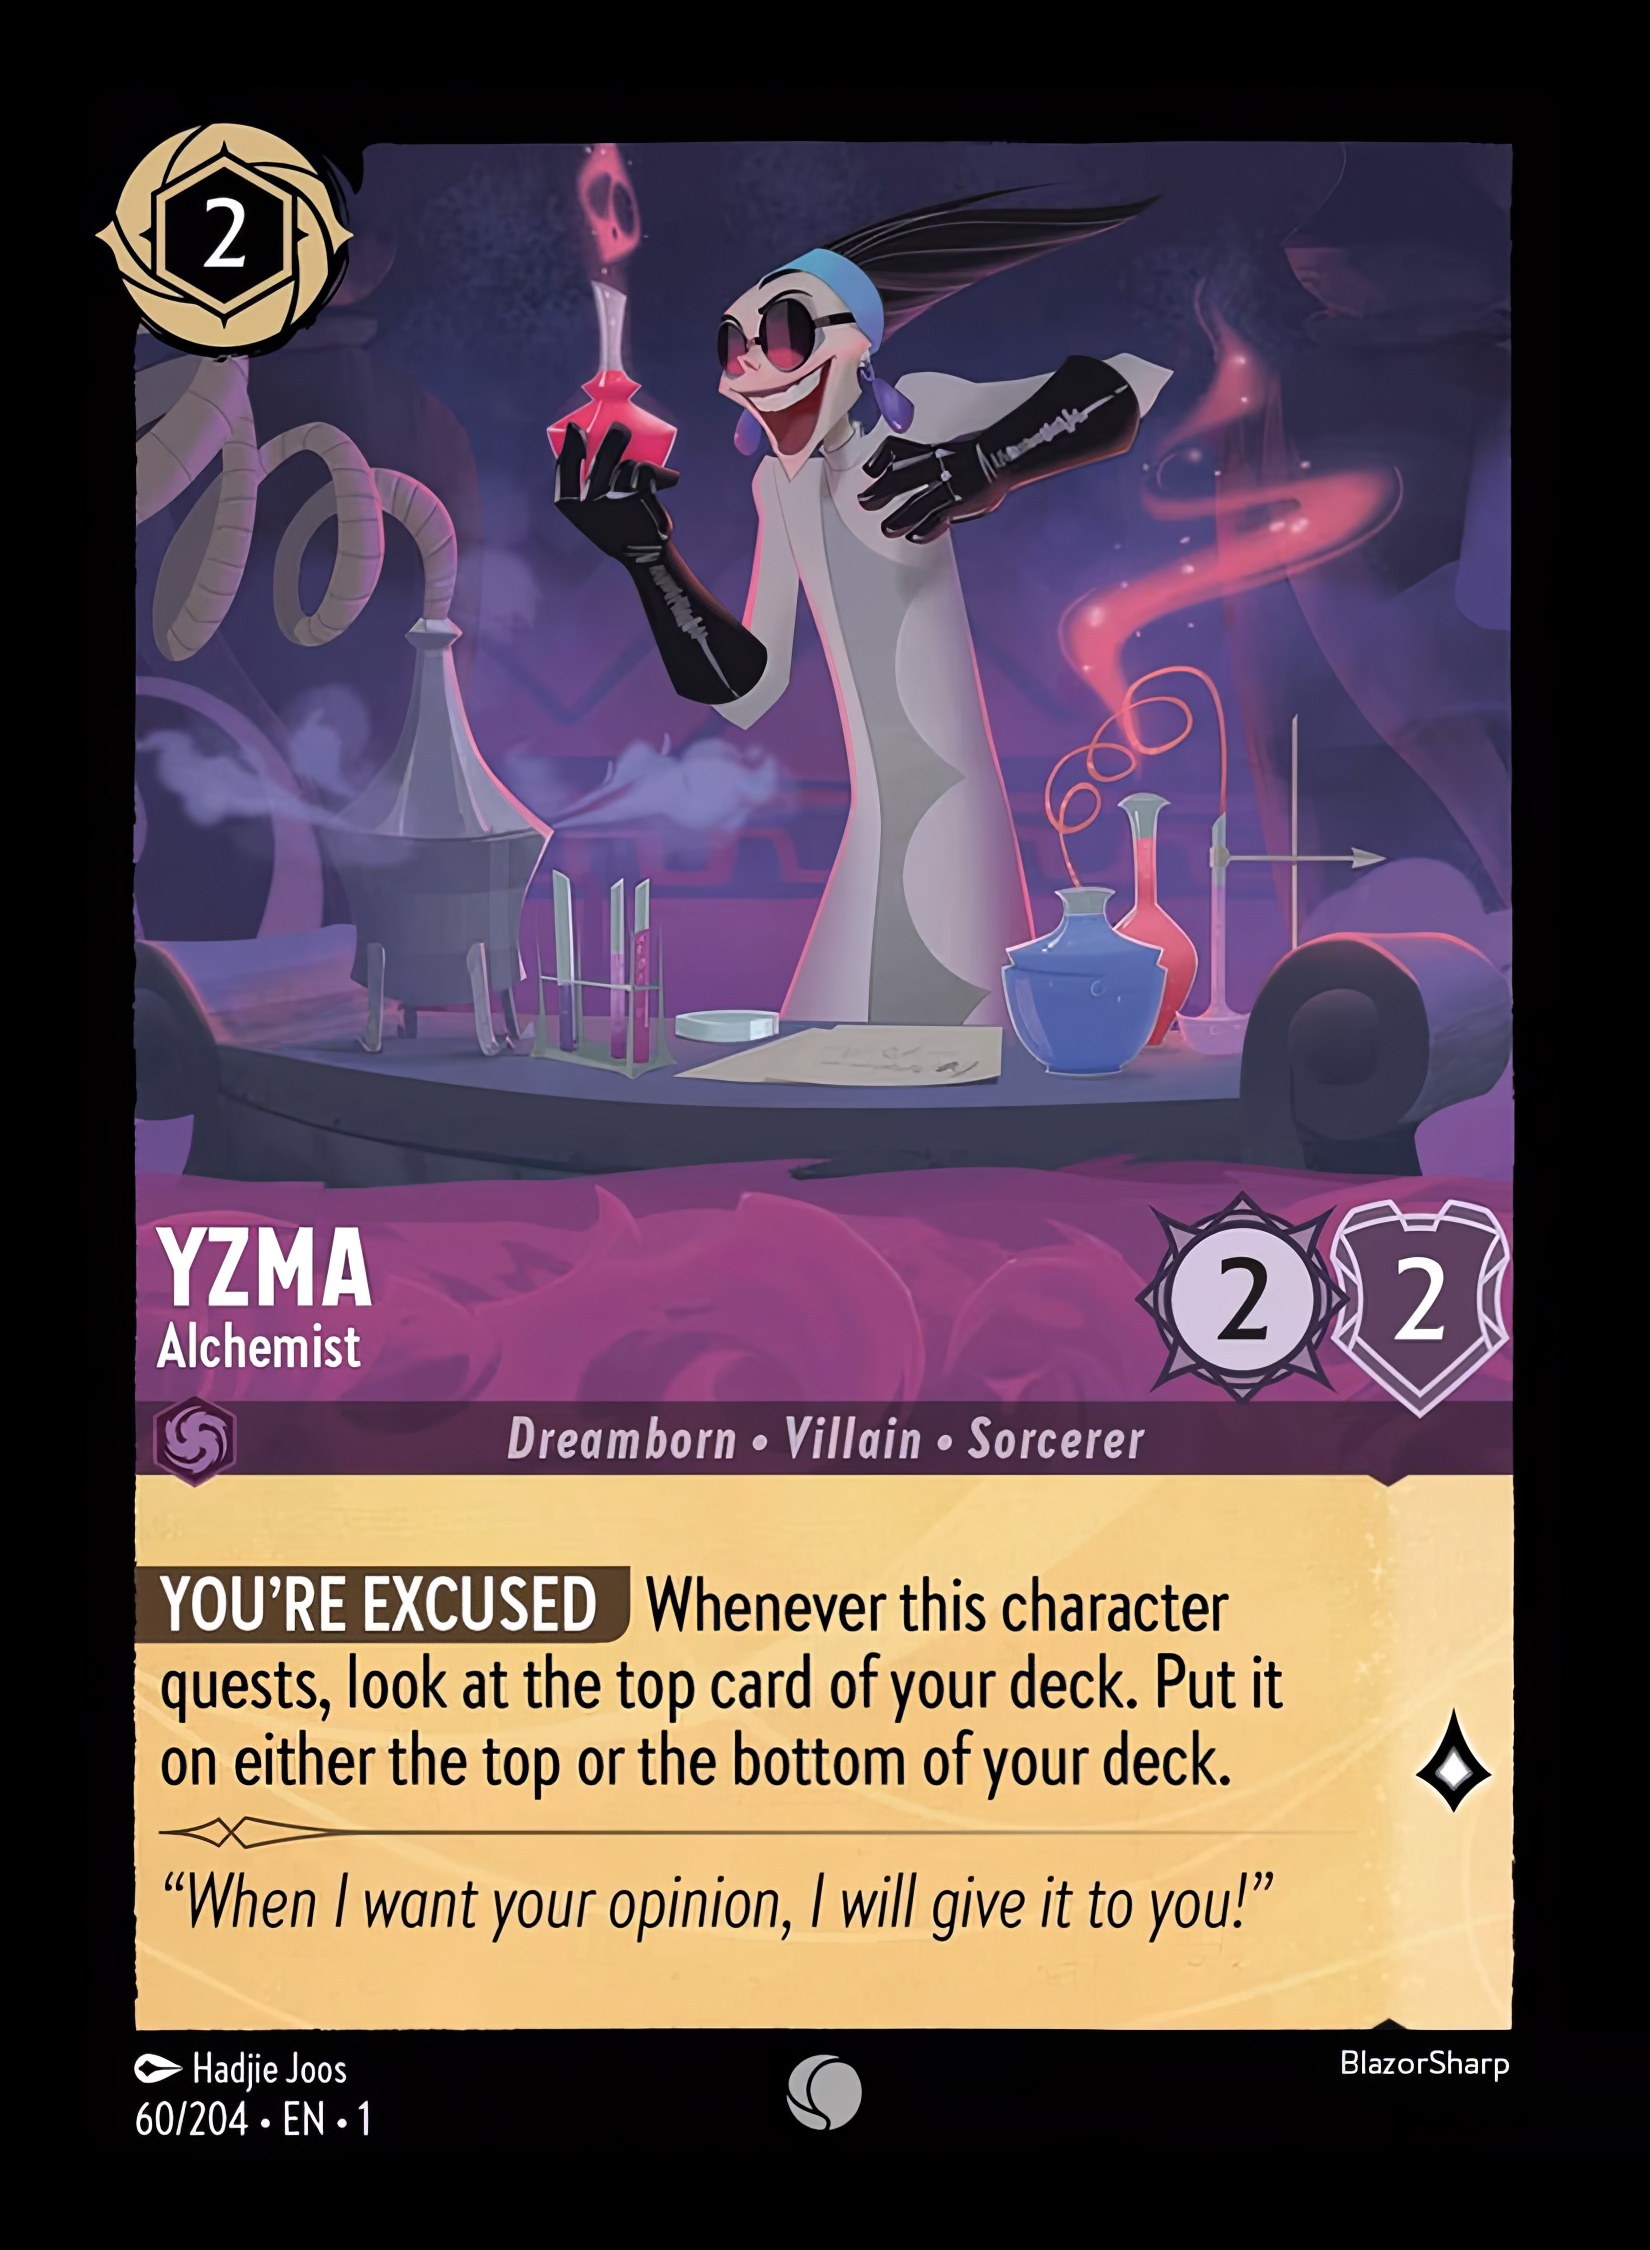 2
YZMA
Alchemist
2 2
Dreamborn • Villain • Sorcerer
YOU’RE EXCUSED Whenever this character
quests, look at the top card of your deck. Put it
on either the top or the bottom of your deck.
“When I want your opinion, I will give it to you!”
Hadjie Joos
BlazorSharp
60/204 • EN • 1